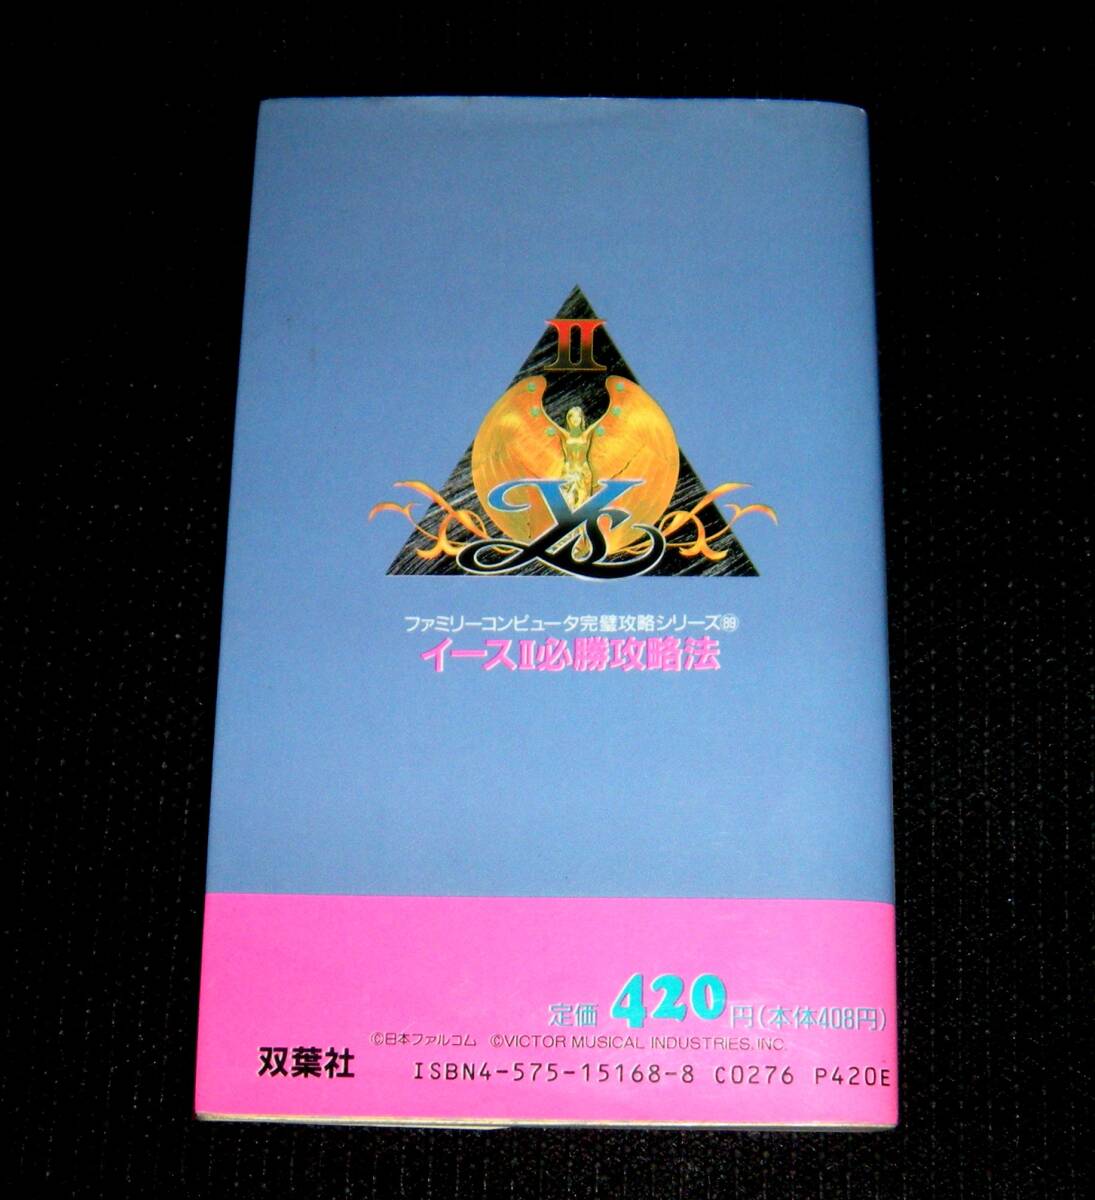 II
Ys
ファミリーコンピュータ完璧攻略シリーズ㊙
イースⅡ必勝攻略法
定価 420円(本体408円)
©日本ファルコム ©VICTOR MUSICAL INDUSTRIES, INC.
双葉社
ISBN4-575-15168-8 C0276 P420E